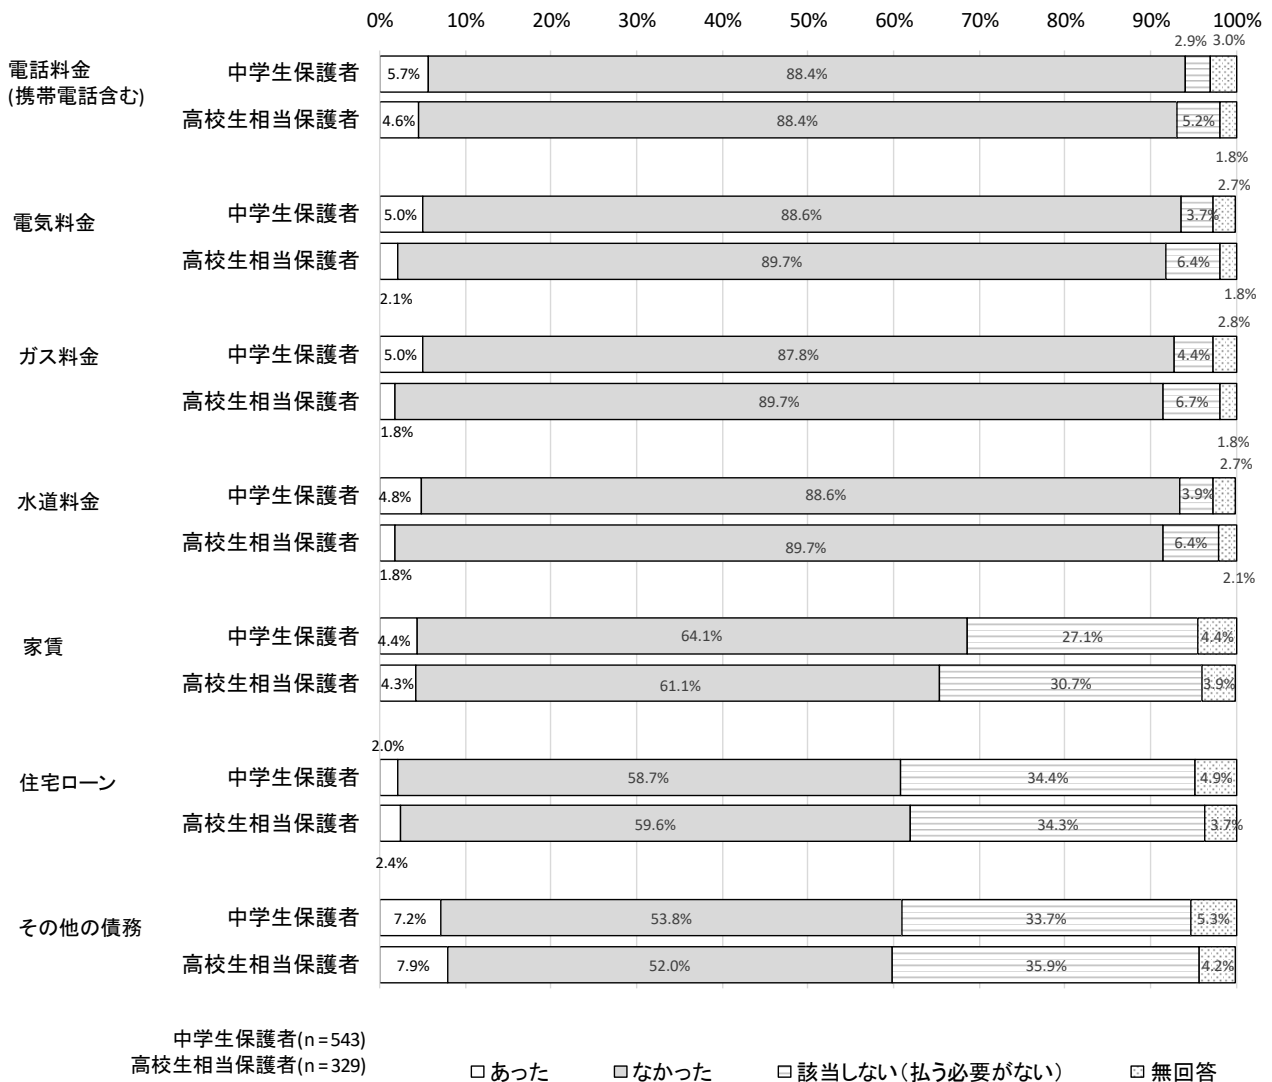 0% 10% 20% 30% 40% 50% 60% 70% 80% 90% 100%
2.9% 3.0%
電話料金
(携帯電話含む)
中学生保護者 5.7% 88.4%
高校生相当保護者 4.6% 88.4% 5.2%
1.8%
2.7%
電気料金
中学生保護者 5.0% 88.6% 3.7%
高校生相当保護者 89.7% 6.4%
2.1% 1.8%
2.8%
ガス料金
中学生保護者 5.0% 87.8% 4.4%
高校生相当保護者 89.7% 6.7%
1.8% 1.8%
2.7%
水道料金
中学生保護者 4.8% 88.6% 3.9%
高校生相当保護者 89.7% 6.4%
1.8% 2.1%
家賃
中学生保護者 4.4% 64.1% 27.1% 4.4%
高校生相当保護者 4.3% 61.1% 30.7% 3.9%
2.0%
住宅ローン
中学生保護者 58.7% 34.4% 4.9%
高校生相当保護者 59.6% 34.3% 3.7%
2.4%
その他の債務
中学生保護者 7.2% 53.8% 33.7% 5.3%
高校生相当保護者 7.9% 52.0% 35.9% 4.2%
中学生保護者(n=543)
高校生相当保護者(n=329)
あった なかった 該当しない(払う必要がない) 無回答